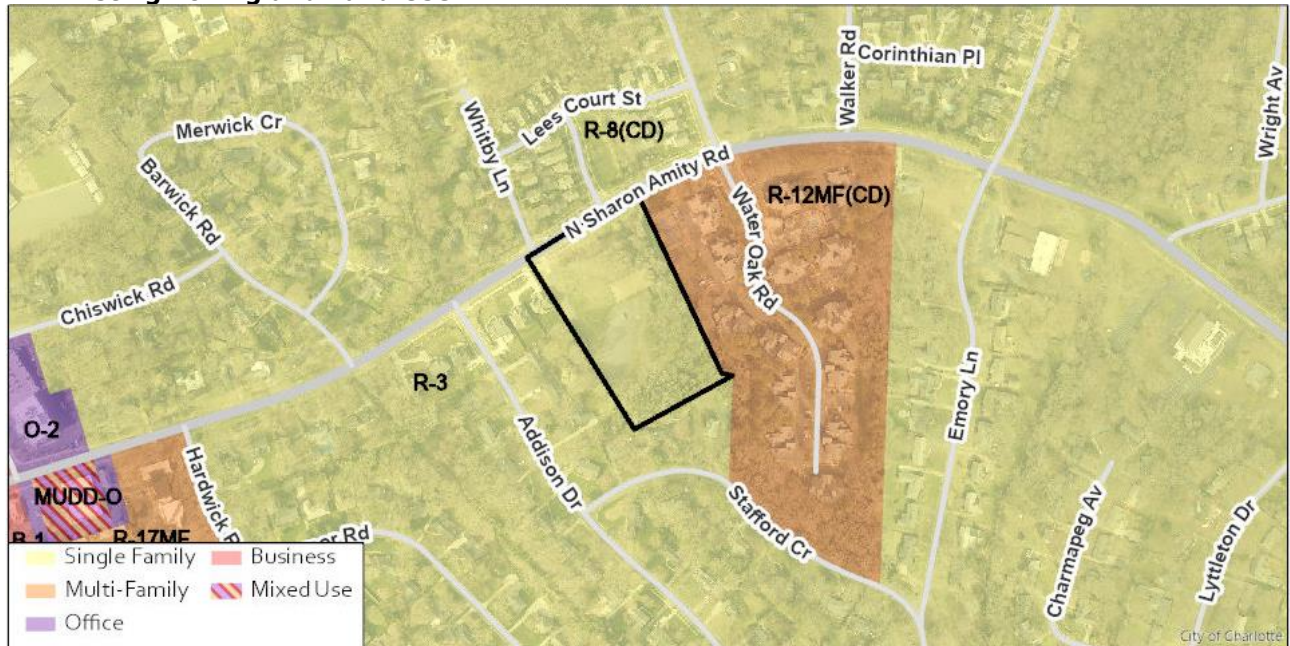 Corinthian Pl
Walker Rd
Wright Av
Merwick Cr
Lees Court St
Whitby Ln
R-8(CD)
Barwick Rd
N Sharon Amity Rd
R-12MF(CD)
Water Oak Rd
Chiswick Rd
R-3
Emory Ln
O-2
Addison Dr
Hardwick
MUDD-O
Stafford Cr
B-1
R-17MF
Rd
Charmapeg Av
Lyttleton Dr
Single Family
Business
Multi-Family
Mixed Use
Office
City of Charlotte